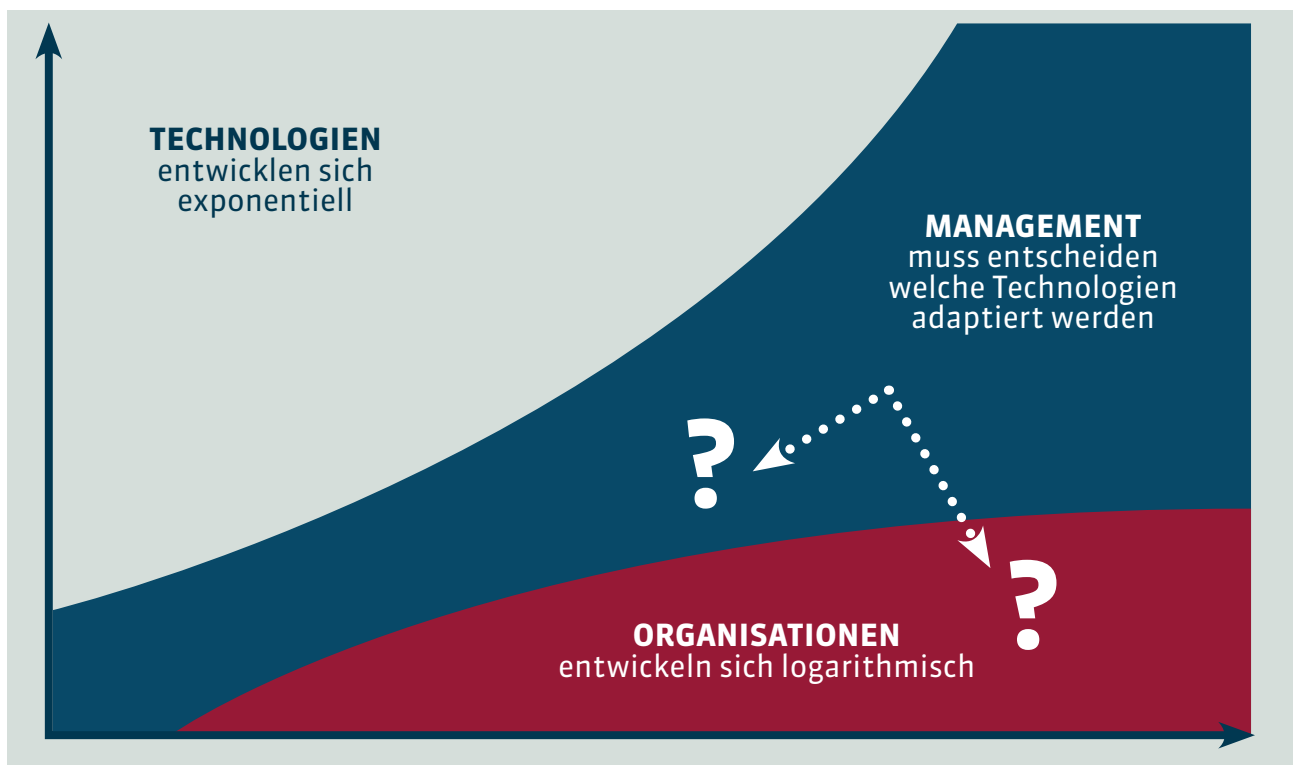 TECHNOLOGIEN
entwicklen sich
exponentiell
MANAGEMENT
muss entscheiden
welche Technologien
adaptiert werden
?
?
ORGANISATIONEN
entwickeln sich logarithmisch